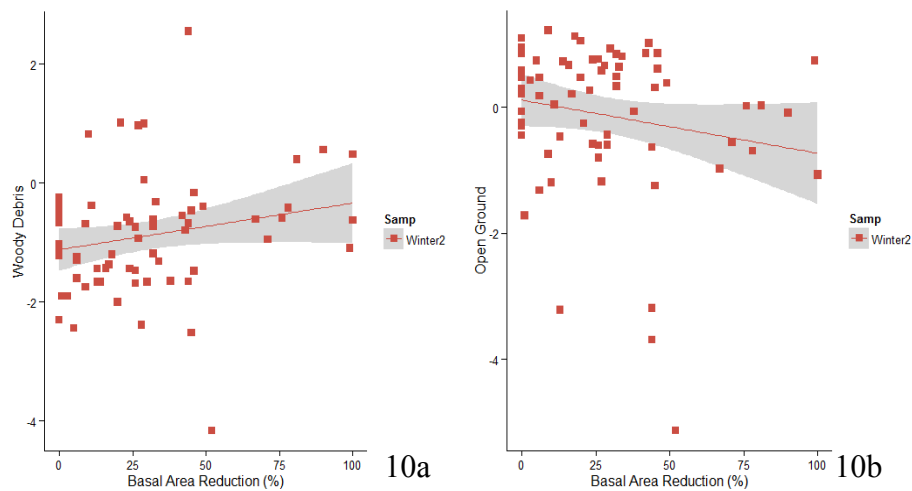 Woody Debris
2
0
-2
-4
0
25
50
75
100
Basal Area Reduction (%)
Samp
Winter2
10a
Open Ground
0
-2
-4
0
25
50
75
100
Basal Area Reduction (%)
Samp
Winter2
10b